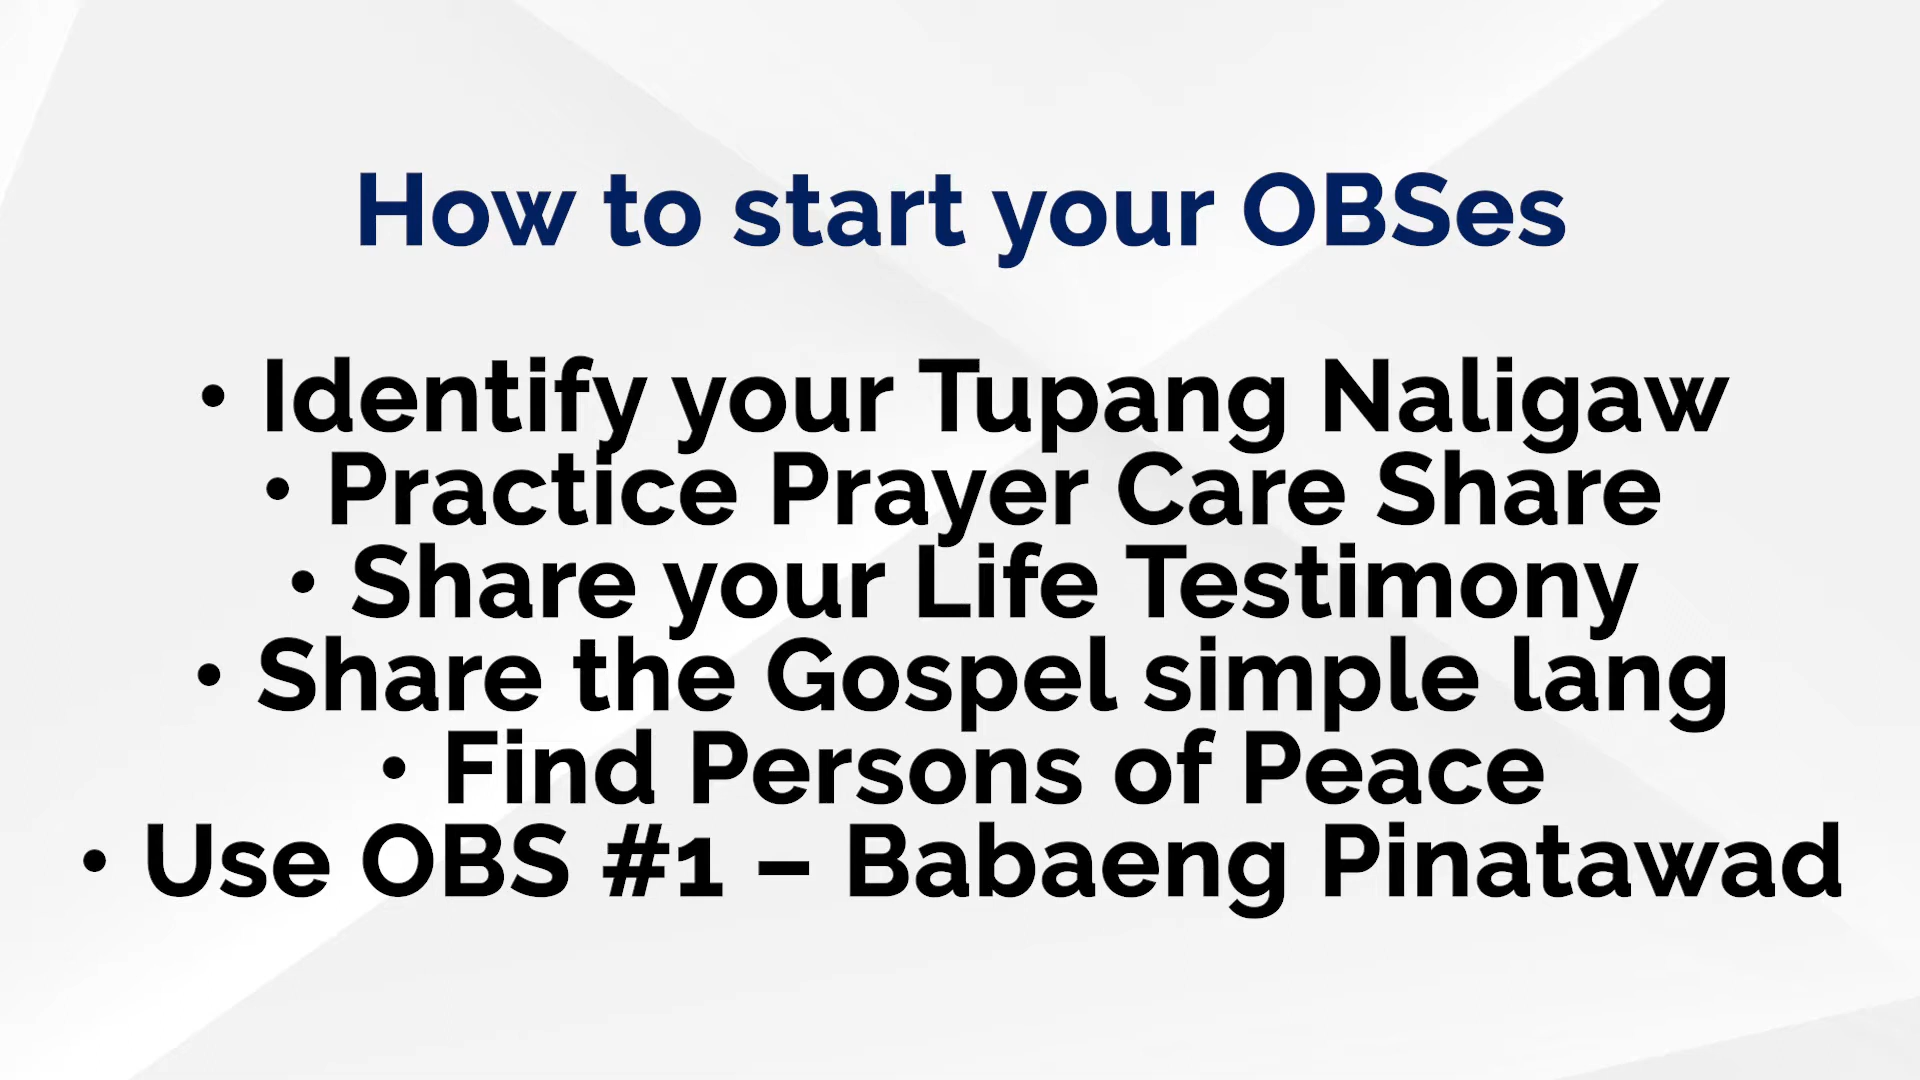 How to start your OBSes
• Identify your Tupang Naligaw
• Practice Prayer Care Share
• Share your Life Testimony
• Share the Gospel simple lang
• Find Persons of Peace
• Use OBS #1 – Babaeng Pinatawad